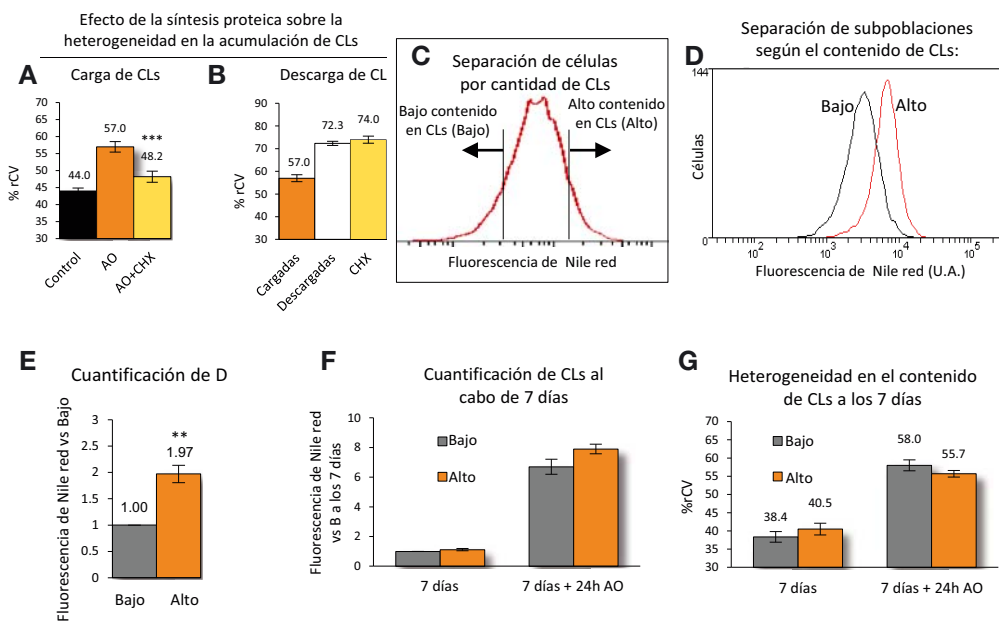 Efecto de la síntesis proteica sobre la
heterogeneidad en la acumulación de CLs
A
Carga de CLs
% rCV
70
65
60
55
50
45
40
35
30
44.0
57.0
***
48.2
Control
AO
AO+CHX
B
Descarga de CL
% rCV
90
80
70
60
50
40
30
57.0
72.3
74.0
Cargadas
Descargadas
CHX
C
Separación de células
por cantidad de CLs
Bajo contenido
en CLs (Bajo)
Alto contenido
en CLs (Alto)
Fluorescencia de Nile red
Separación de subpoblaciones
según el contenido de CLs:
D
144
0
Células
Bajo
Alto
10²
10³
10⁴
10⁵
Fluorescencia de Nile red (U.A.)
E
Cuantificación de D
Fluorescencia de Nile red vs Bajo
3
2.5
2
1.5
1
0.5
0
1.00
**
1.97
Bajo
Alto
F
Cuantificación de CLs al
cabo de 7 días
Fluorescencia de Nile red
vs B a los 7 días
10
8
6
4
2
0
Bajo
Alto
7 días
7 días + 24h AO
G
Heterogeneidad en el contenido
de CLs a los 7 días
%rCV
70
65
60
55
50
45
40
35
30
Bajo
Alto
38.4
40.5
58.0
55.7
7 días
7 días + 24h AO